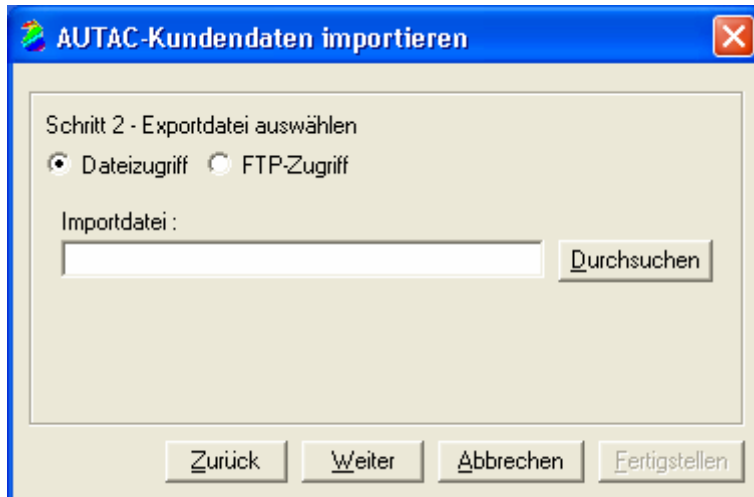 AUTAC-Kundendaten importieren
Schritt 2 - Exportdatei auswählen
Dateizugriff FTP-Zugriff
Importdatei :
Durchsuchen
Zurück Weiter Abbrechen Fertigstellen